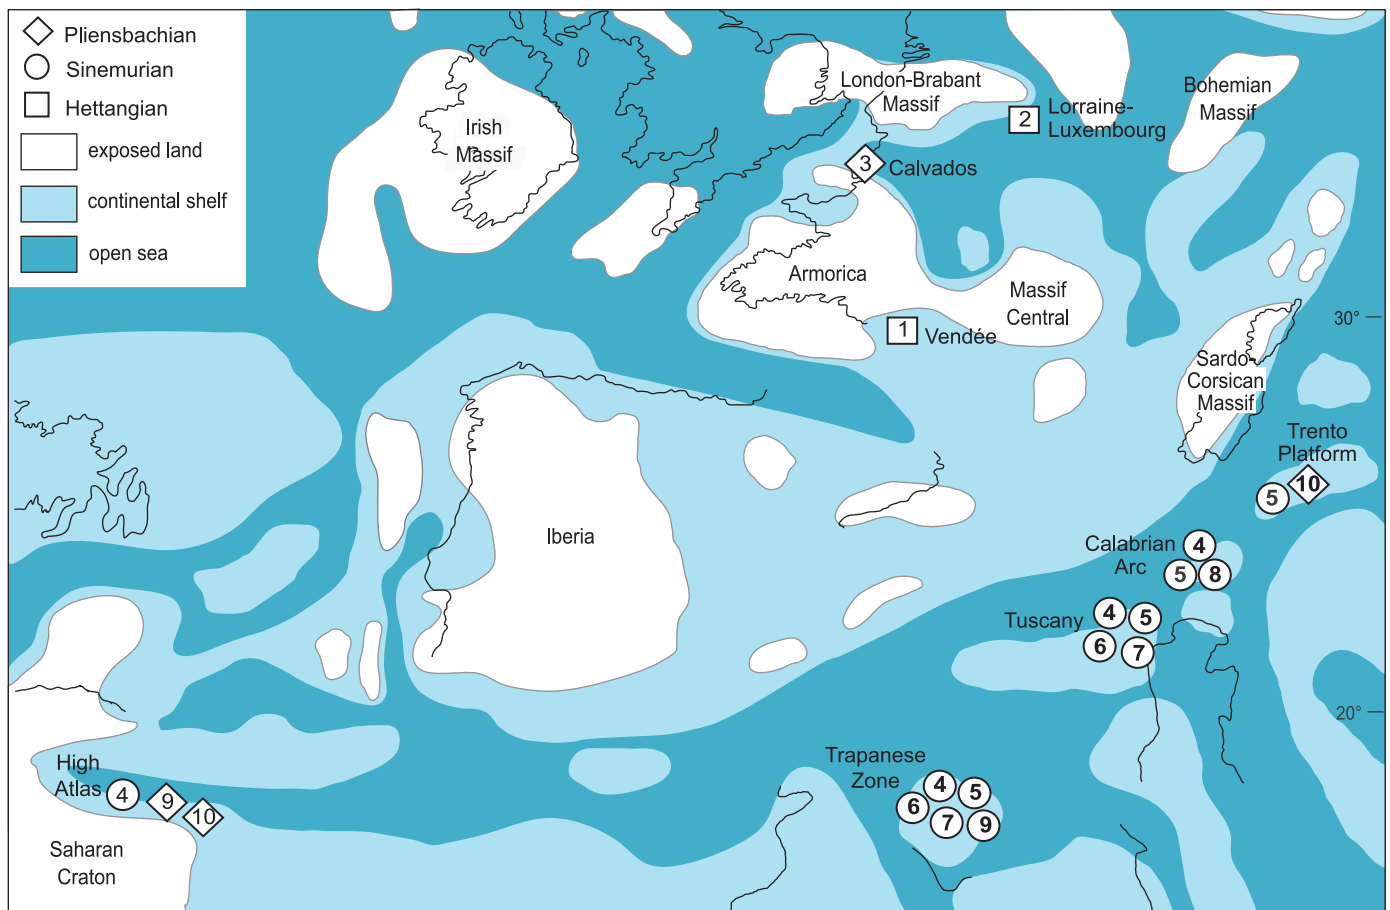 Pliensbachian
Sinemurian
Hettangian
exposed land
continental shelf
open sea
Irish
Massif
London-Brabant
Massif
2
Lorraine-
Luxembourg
Bohemian
Massif
3
Calvados
Armorica
Massif
Central
1
Vendée
30°
Sardo-
Corsican
Massif
Trento
Platform
5
10
Iberia
Calabrian
Arc
4
5
8
Tuscany
4
5
6
7
20°
High
Atlas
4
9
10
Trapanese
Zone
4
5
6
7
9
Saharan
Craton